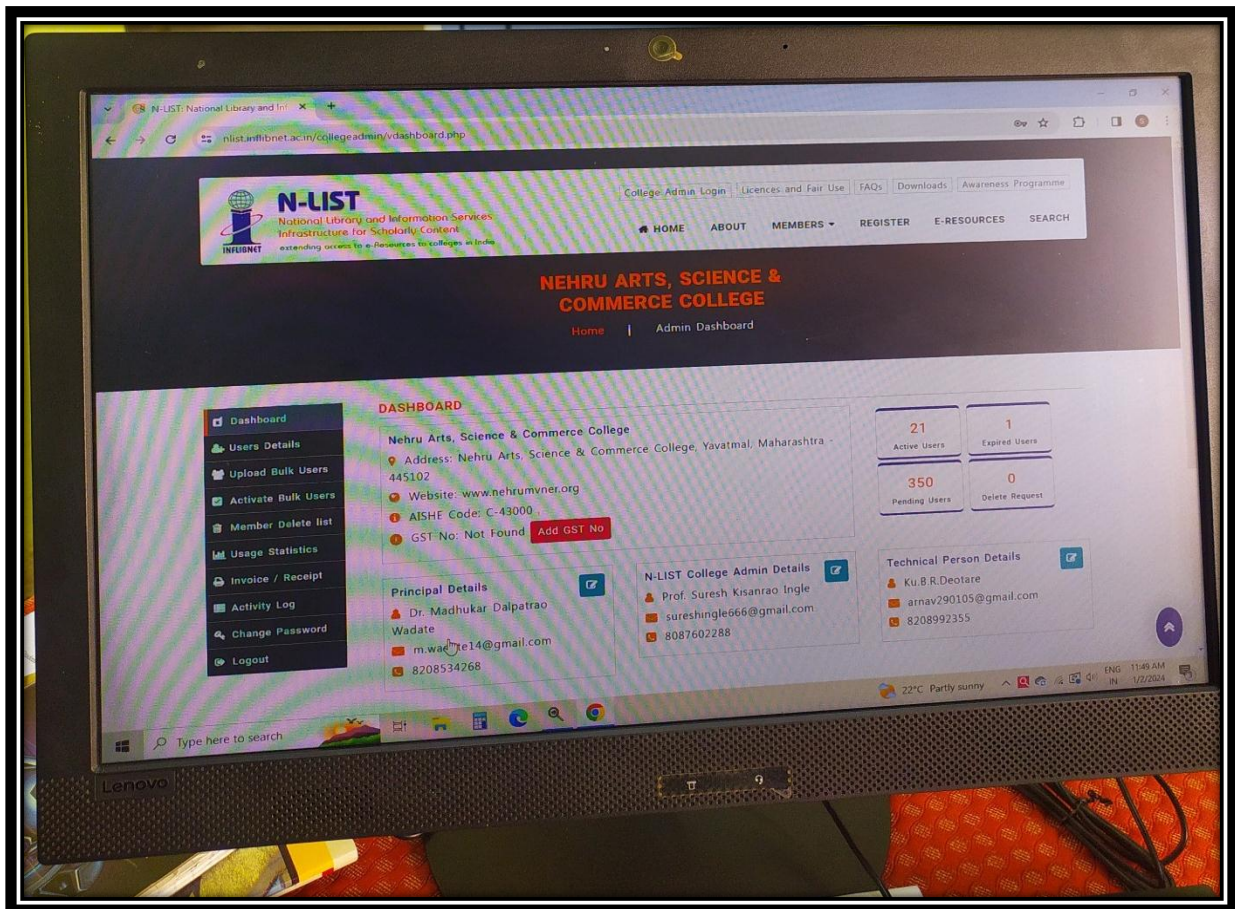 N-LIST: National Library and Inf
nlist.inflibnet.ac.in/collegeadmin/vdashboard.php
College Admin Login
Licences and Fair Use
FAQs
Downloads
Awareness Programme
N-LIST
National Library and Information Services
Infrastructure for Scholarly Content
extending access to e-Resources to colleges in India
INFLIBNET
HOME
ABOUT
MEMBERS
REGISTER
E-RESOURCES
SEARCH
NEHRU ARTS, SCIENCE &
COMMERCE COLLEGE
Home | Admin Dashboard
Dashboard
Users Details
Upload Bulk Users
Activate Bulk Users
Member Delete list
Usage Statistics
Invoice / Receipt
Activity Log
Change Password
Logout
DASHBOARD
Nehru Arts, Science & Commerce College
Address: Nehru Arts, Science & Commerce College, Yavatmal, Maharashtra -
445102
Website: www.nehrumvner.org
AISHE Code: C-43000 .
GST-No: Not Found Add GST No
21
Active Users
1
Expired Users
350
Pending Users
0
Delete Request
Principal Details
Dr. Madhukar Dalpatrao
Wadate
8208534268
N-LIST College Admin Details
Prof. Suresh Kisanrao Ingle
sureshingle666@gmail.com
8087602288
Technical Person Details
Ku.B.R.Deotare
arnav290105@gmail.com
8208992355
Type here to search
22°C Partly sunny
ENG
IN
11:49 AM
1/2/2024
Lenovo